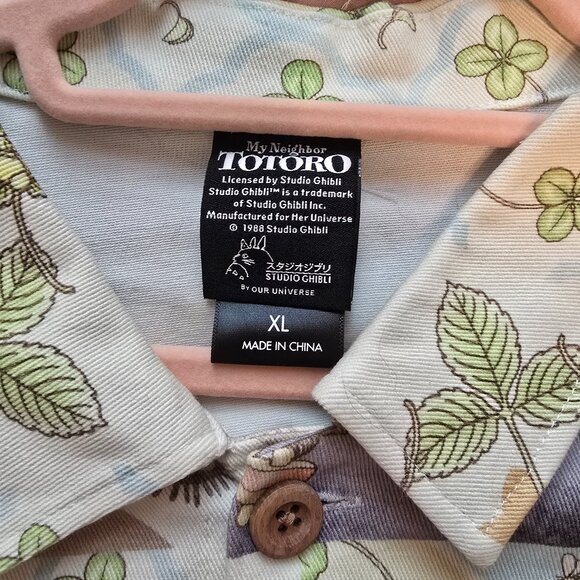 My Neighbor
TOTORO
Licensed by Studio Ghibli
Studio Ghibli™ is a trademark
of Studio Ghibli Inc.
Manufactured for Her Universe
© 1988 Studio Ghibli
スタジオジブリ
STUDIO GHIBLI
By OUR UNIVERSE
XL
MADE IN CHINA